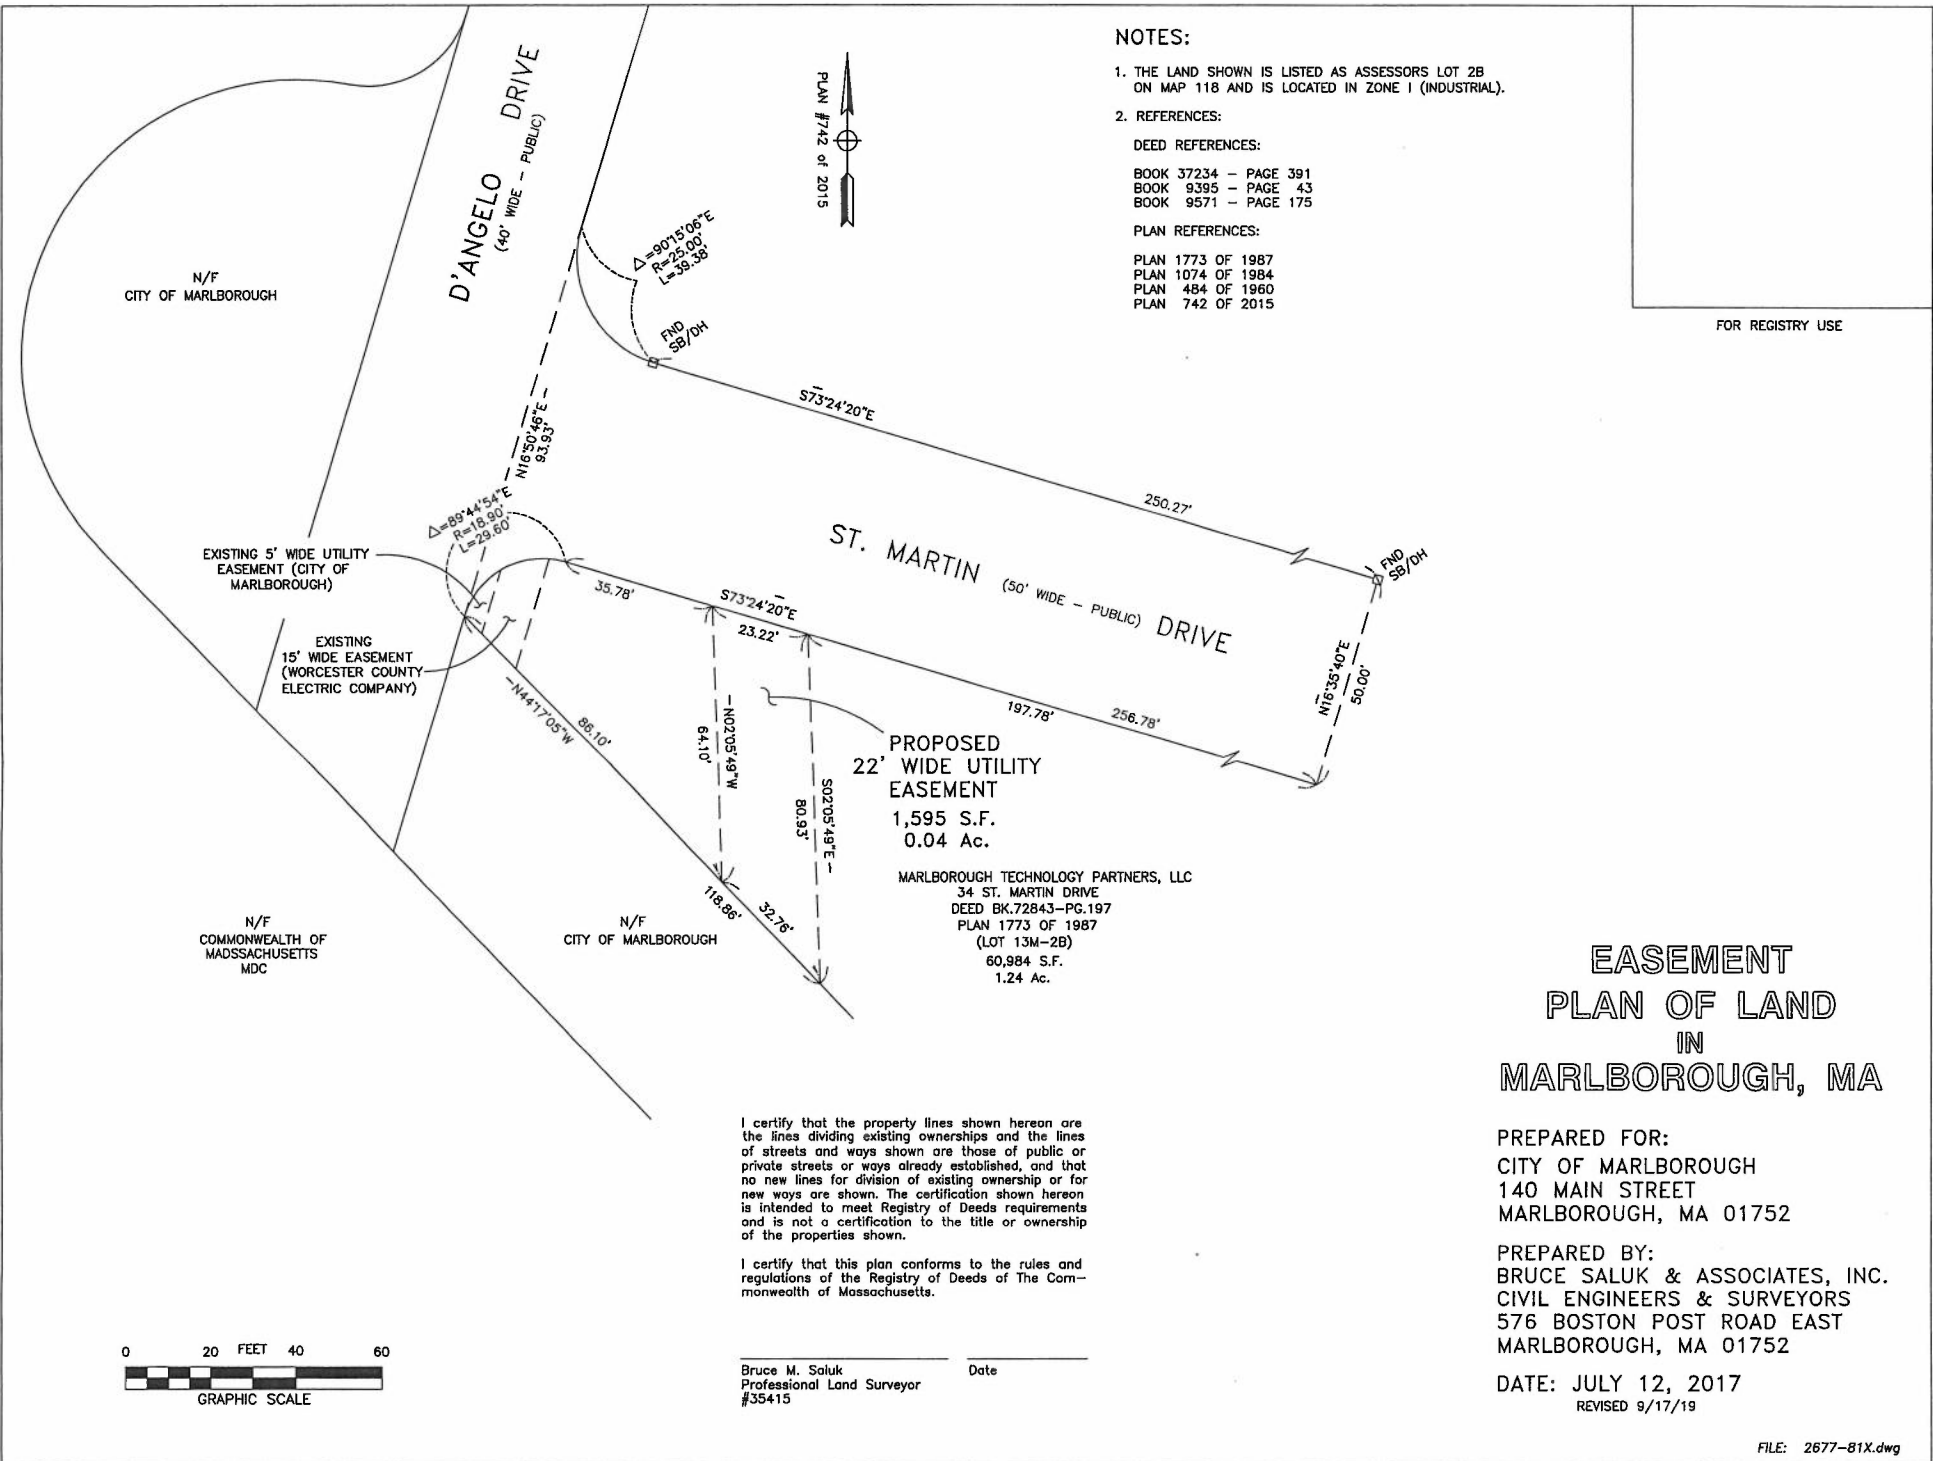 NOTES:
1. THE LAND SHOWN IS LISTED AS ASSESSORS LOT 2B
ON MAP 118 AND IS LOCATED IN ZONE I (INDUSTRIAL).
2. REFERENCES:
DEED REFERENCES:
BOOK 37234 – PAGE 391
BOOK 9395 – PAGE 43
BOOK 9571 – PAGE 175
PLAN REFERENCES:
PLAN 1773 OF 1987
PLAN 1074 OF 1984
PLAN 484 OF 1960
PLAN 742 OF 2015
FOR REGISTRY USE
PLAN #742 of 2015
D'ANGELO DRIVE
(40' WIDE – PUBLIC)
N/F
CITY OF MARLBOROUGH
Δ=90°15'06"E
R=25.00'
L=39.38'
FND
SB/DH
S73°24'20"E
250.27'
N16°50'46"E
93.93'
Δ=89°44'54"E
R=18.90'
L=29.60'
ST. MARTIN (50' WIDE – PUBLIC) DRIVE
FND
SB/DH
N16°35'40"E
50.00'
EXISTING 5' WIDE UTILITY
EASEMENT (CITY OF
MARLBOROUGH)
EXISTING
15' WIDE EASEMENT
(WORCESTER COUNTY
ELECTRIC COMPANY)
35.78'
S73°24'20"E
23.22'
197.78'
256.78'
N44°17'05"W
86.10'
N02°05'49"W
64.10'
S02°05'49"E
80.93'
118.86'
32.76'
PROPOSED
22' WIDE UTILITY
EASEMENT
1,595 S.F.
0.04 Ac.
MARLBOROUGH TECHNOLOGY PARTNERS, LLC
34 ST. MARTIN DRIVE
DEED BK.72843–PG.197
PLAN 1773 OF 1987
(LOT 13M–2B)
60,984 S.F.
1.24 Ac.
N/F
COMMONWEALTH OF
MADSSACHUSETTS
MDC
N/F
CITY OF MARLBOROUGH
I certify that the property lines shown hereon are
the lines dividing existing ownerships and the lines
of streets and ways shown are those of public or
private streets or ways already established, and that
no new lines for division of existing ownership or for
new ways are shown. The certification shown hereon
is intended to meet Registry of Deeds requirements
and is not a certification to the title or ownership
of the properties shown.
I certify that this plan conforms to the rules and
regulations of the Registry of Deeds of The Com–
monwealth of Massachusetts.
Bruce M. Saluk
Professional Land Surveyor
#35415
Date
0 20 FEET 40 60
GRAPHIC SCALE
EASEMENT
PLAN OF LAND
IN
MARLBOROUGH, MA
PREPARED FOR:
CITY OF MARLBOROUGH
140 MAIN STREET
MARLBOROUGH, MA 01752
PREPARED BY:
BRUCE SALUK & ASSOCIATES, INC.
CIVIL ENGINEERS & SURVEYORS
576 BOSTON POST ROAD EAST
MARLBOROUGH, MA 01752
DATE: JULY 12, 2017
REVISED 9/17/19
FILE: 2677–81X.dwg